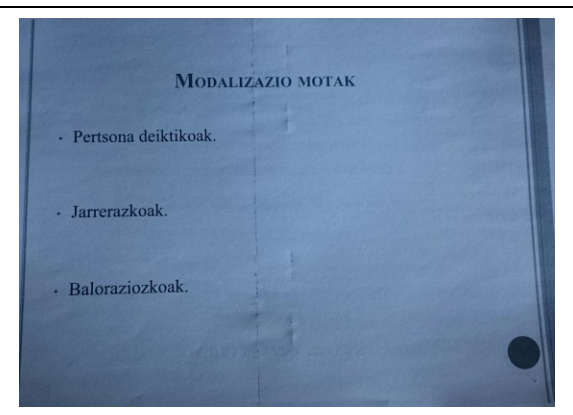 MODALIZAZIO MOTAK
· Pertsona deiktikoak.
· Jarrerazkoak.
· Baloraziozkoak.